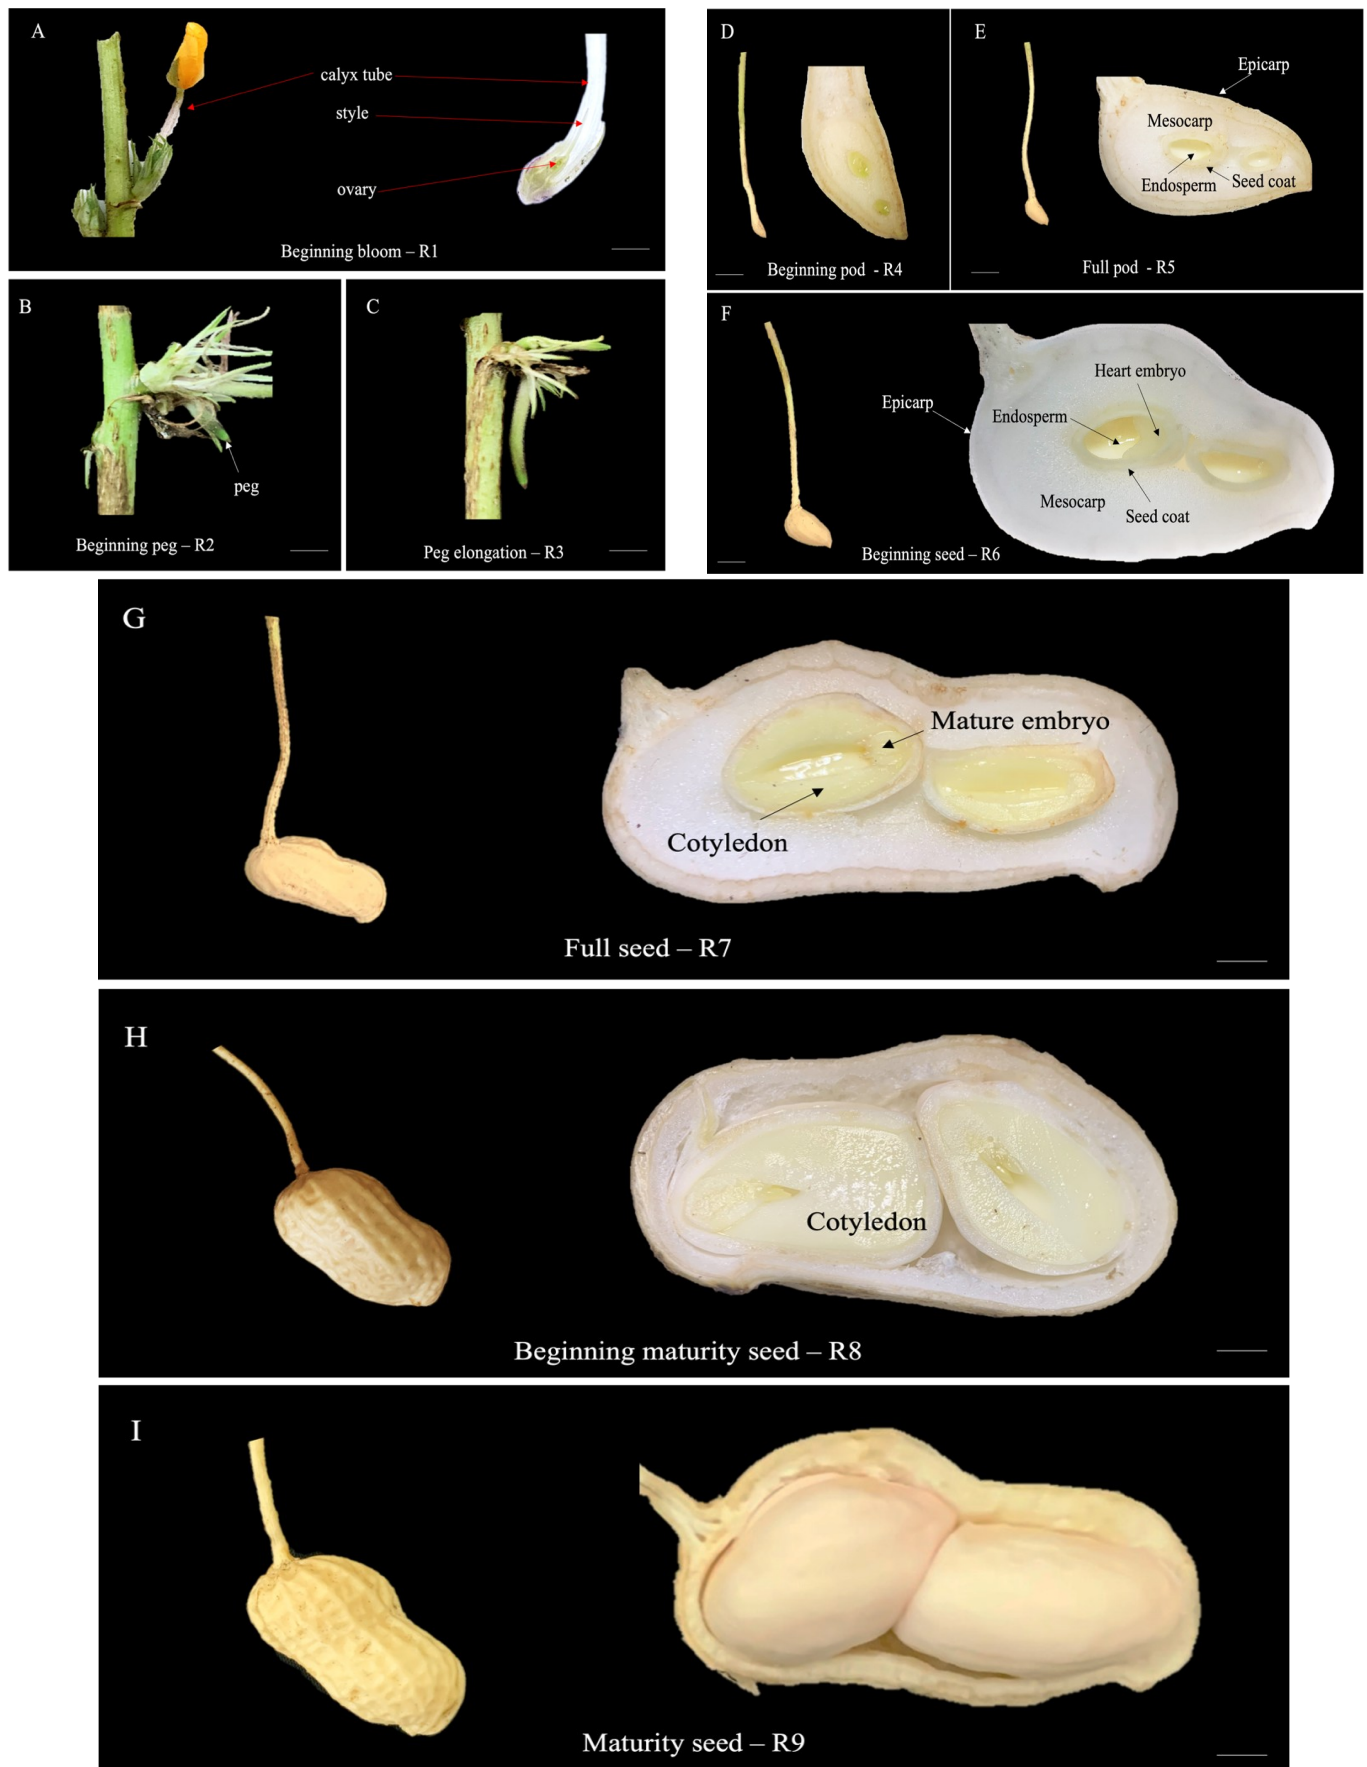 A
calyx tube
style
ovary
Beginning bloom – R1
B
peg
Beginning peg – R2
C
Peg elongation – R3
D
Beginning pod - R4
E
Epicarp
Mesocarp
Endosperm
Seed coat
Full pod - R5
F
Heart embryo
Epicarp
Endosperm
Mesocarp
Seed coat
Beginning seed – R6
G
Mature embryo
Cotyledon
Full seed – R7
H
Cotyledon
Beginning maturity seed – R8
I
Maturity seed – R9